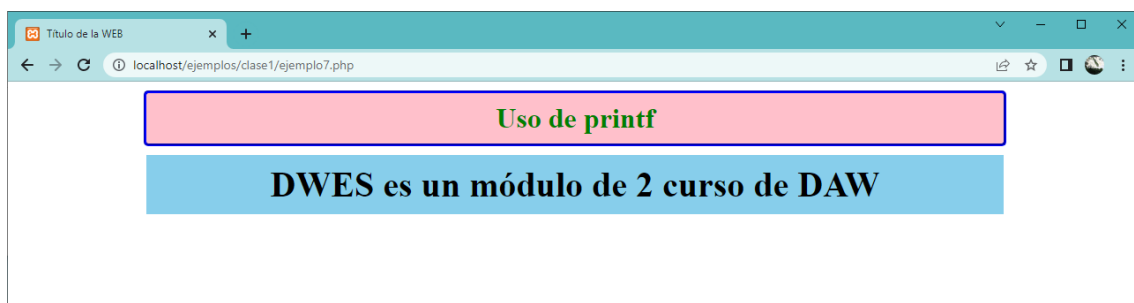 Título de la WEB
localhost/ejemplos/clase1/ejemplo7.php
Uso de printf
DWES es un módulo de 2 curso de DAW